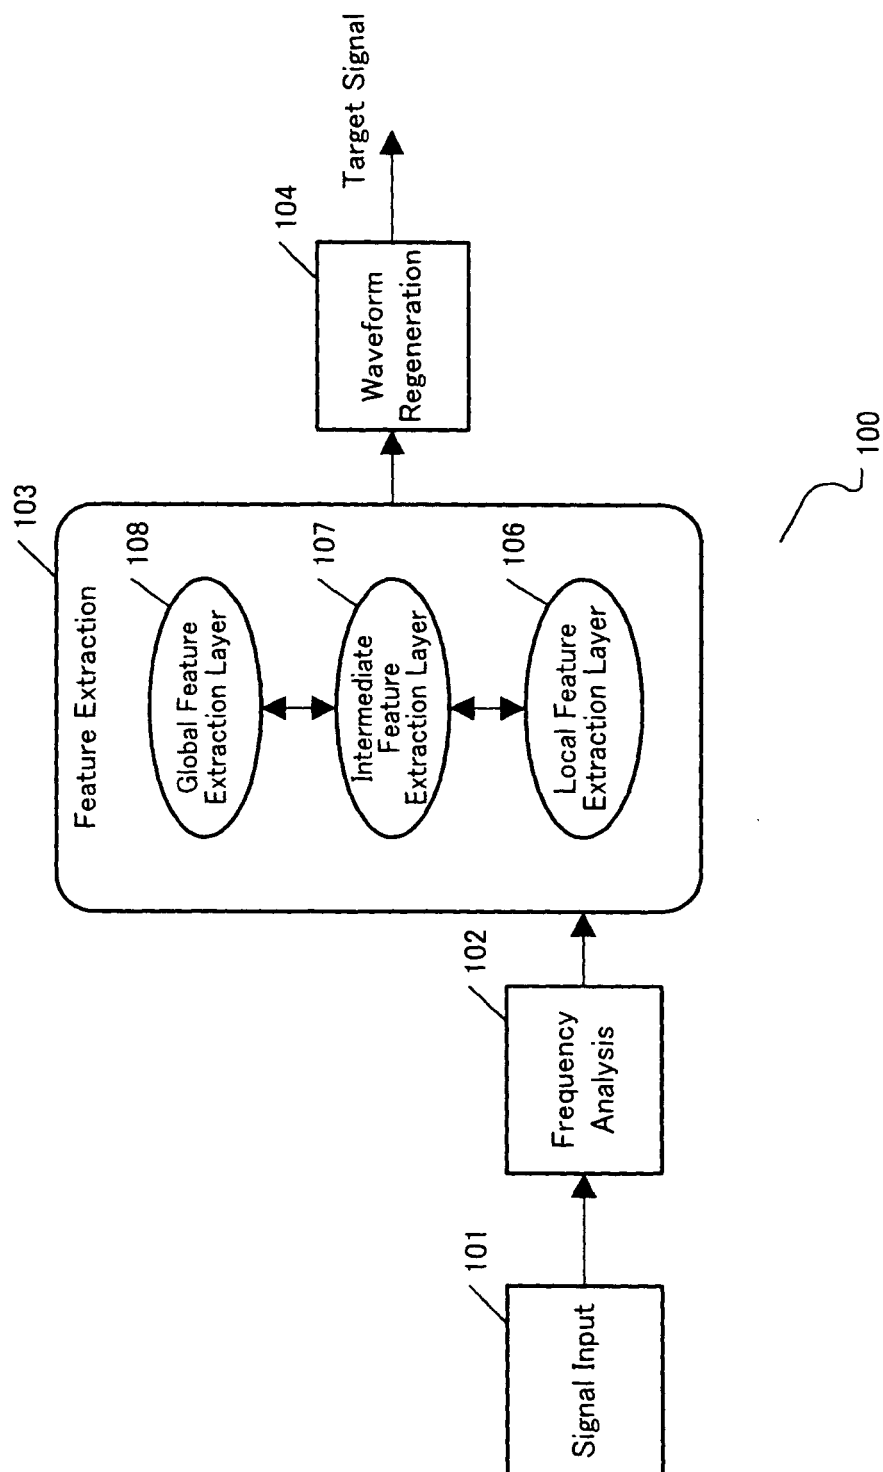 101
Signal Input
102
Frequency
Analysis
103
Feature Extraction
108
Global Feature
Extraction Layer
107
Intermediate
Feature
Extraction Layer
106
Local Feature
Extraction Layer
104
Waveform
Regeneration
Target Signal
100